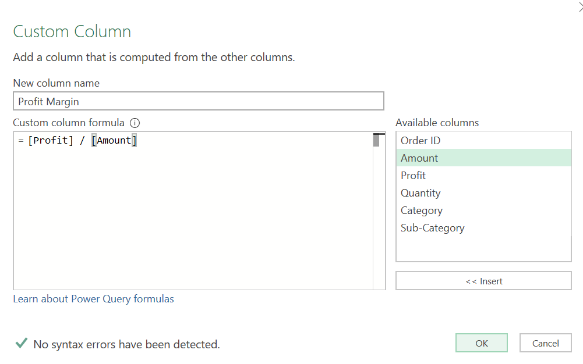 Custom Column
Add a column that is computed from the other columns.
New column name
Profit Margin
Custom column formula
= [Profit] / [Amount]
Available columns
Order ID
Amount
Profit
Quantity
Category
Sub-Category
<< Insert
Learn about Power Query formulas
No syntax errors have been detected.
OK
Cancel